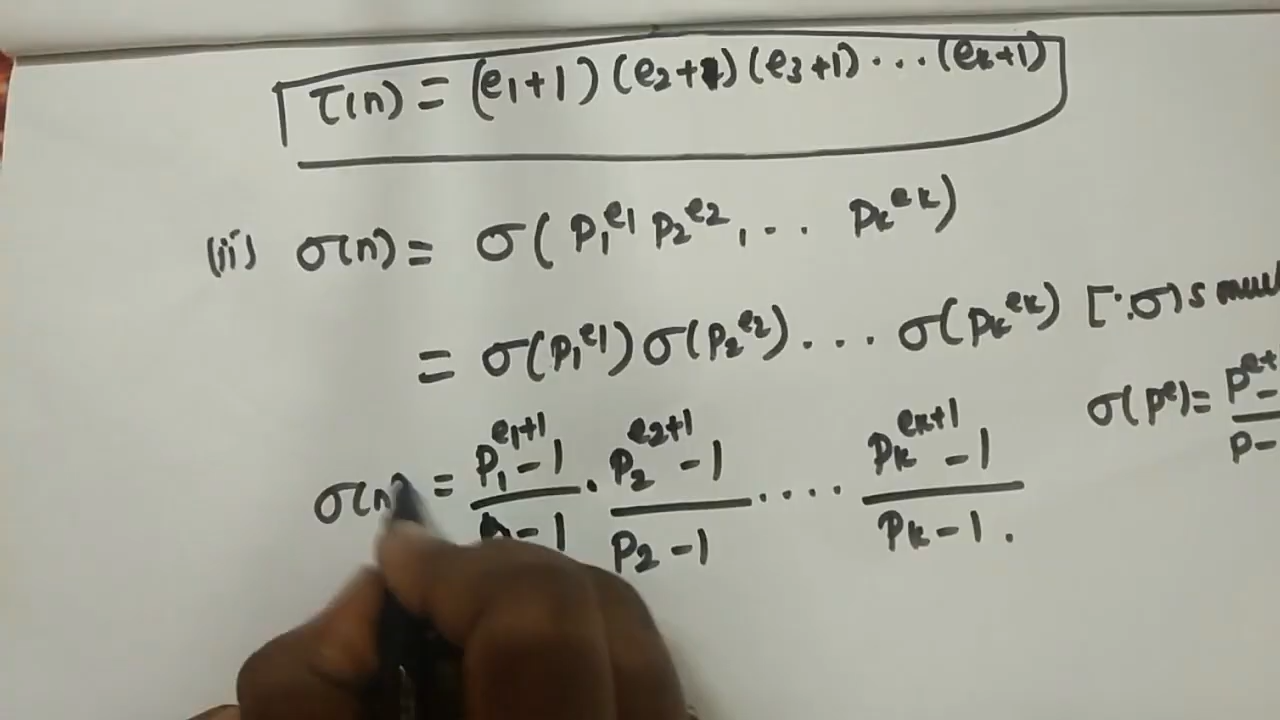 τ(n) = (e₁+1)(e₂+1)(e₃+1)...(eₖ+1)
(ii) σ(n) = σ(p₁^e₁ p₂^e₂, ... pₖ^eₖ)
= σ(p₁^e₁) σ(p₂^e₂) ... σ(pₖ^eₖ) [∵ σ is
σ(p^e) =
σ(n) = (p₁^(e₁+1) - 1)/(p₁ - 1) · (p₂^(e₂+1) - 1)/(p₂ - 1) .... (pₖ^(eₖ+1) - 1)/(pₖ - 1).